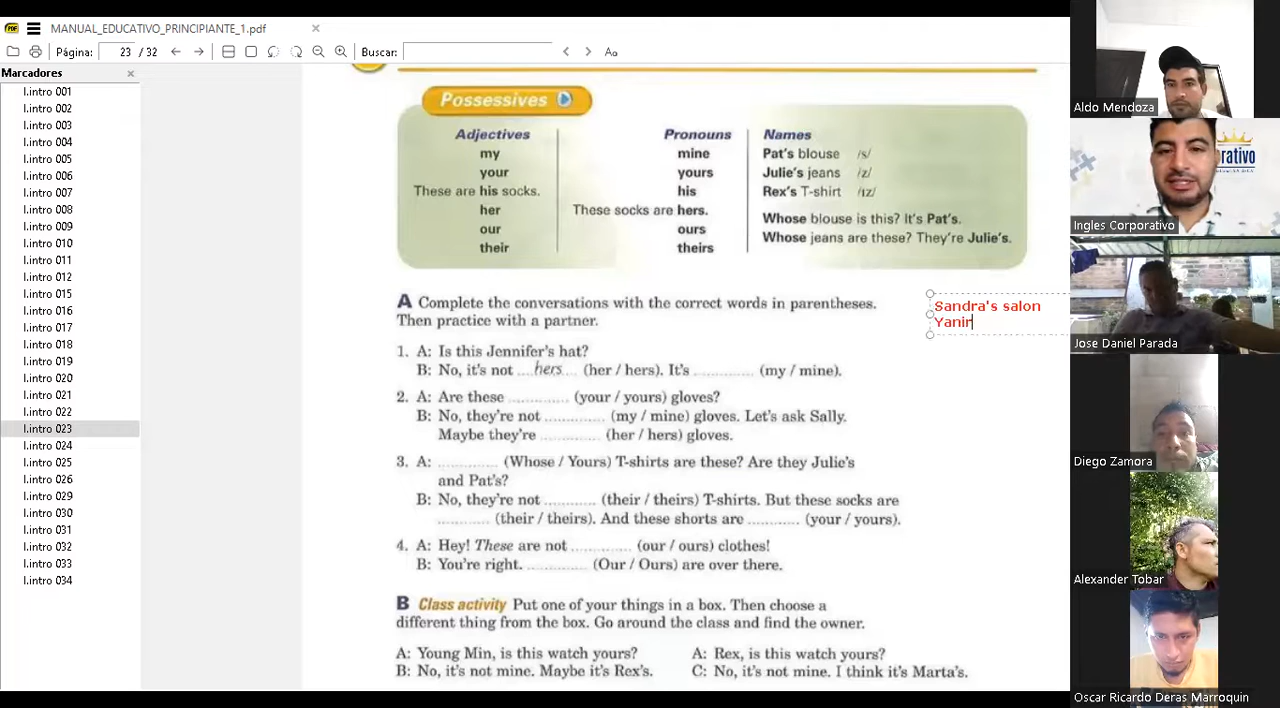 MANUAL_EDUCATIVO_PRINCIPIANTE_1.pdf
Página: 23 / 32 Buscar: Aa
Marcadores
I.intro 001
I.intro 002
I.intro 003
I.intro 004
I.intro 005
I.intro 006
I.intro 007
I.intro 008
I.intro 009
I.intro 010
I.intro 011
I.intro 012
I.intro 015
I.intro 016
I.intro 017
I.intro 018
I.intro 019
I.intro 020
I.intro 021
I.intro 022
I.intro 023
I.intro 024
I.intro 025
I.intro 026
I.intro 029
I.intro 030
I.intro 031
I.intro 032
I.intro 033
I.intro 034
Possessives
Adjectives Pronouns Names
my mine Pat's blouse /s/
your yours Julie's jeans /z/
These are his socks. his Rex's T-shirt /ɪz/
her These socks are hers.
our ours
their theirs
Whose blouse is this? It's Pat's.
Whose jeans are these? They're Julie's.
A Complete the conversations with the correct words in parentheses.
Then practice with a partner.
1. A: Is this Jennifer's hat?
B: No, it's not ....hers.... (her / hers). It's .............. (my / mine).
2. A: Are these .............. (your / yours) gloves?
B: No, they're not .............. (my / mine) gloves. Let's ask Sally.
Maybe they're .............. (her / hers) gloves.
3. A: .............. (Whose / Yours) T-shirts are these? Are they Julie's
and Pat's?
B: No, they're not .............. (their / theirs) T-shirts. But these socks are
.............. (their / theirs). And these shorts are .............. (your / yours).
4. A: Hey! These are not .............. (our / ours) clothes!
B: You're right. .............. (Our / Ours) are over there.
B Class activity Put one of your things in a box. Then choose a
different thing from the box. Go around the class and find the owner.
A: Young Min, is this watch yours?
B: No, it's not mine. Maybe it's Rex's.
A: Rex, is this watch yours?
C: No, it's not mine. I think it's Marta's.
Sandra's salon
Yanir
Aldo Mendoza
Ingles Corporativo
Jose Daniel Parada
Diego Zamora
Alexander Tobar
Oscar Ricardo Deras Marroquin